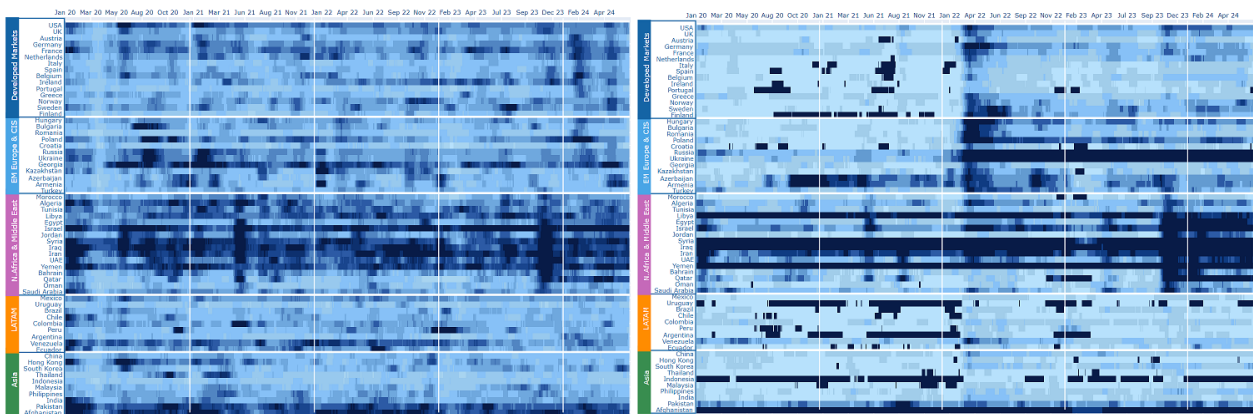 Jan 20 Mar 20 May 20 Aug 20 Oct 20 Jan 21 Mar 21 Jun 21 Aug 21 Nov 21 Jan 22 Apr 22 Jun 22 Sep 22 Nov 22 Feb 23 Apr 23 Jul 23 Sep 23 Dec 23 Feb 24 Apr 24
Developed Markets
USA
UK
Austria
Germany
France
Netherlands
Italy
Spain
Belgium
Ireland
Portugal
Greece
Norway
Sweden
Finland
EM Europe & CIS
Hungary
Bulgaria
Romania
Poland
Croatia
Russia
Ukraine
Georgia
Kazakhstan
Azerbaijan
Armenia
Turkey
N.Africa & Middle East
Morocco
Algeria
Tunisia
Libya
Egypt
Israel
Jordan
Syria
Iraq
Iran
UAE
Yemen
Bahrain
Qatar
Oman
Saudi Arabia
LATAM
Mexico
Uruguay
Brazil
Chile
Colombia
Peru
Argentina
Venezuela
Ecuador
Asia
China
Hong Kong
South Korea
Thailand
Indonesia
Malaysia
Philippines
India
Pakistan
Afghanistan
Jan 20 Mar 20 May 20 Aug 20 Oct 20 Jan 21 Mar 21 Jun 21 Aug 21 Nov 21 Jan 22 Apr 22 Jun 22 Sep 22 Nov 22 Feb 23 Apr 23 Jul 23 Sep 23 Dec 23 Feb 24 Apr 24
Developed Markets
USA
UK
Austria
Germany
France
Netherlands
Italy
Spain
Belgium
Ireland
Portugal
Greece
Norway
Sweden
Finland
EM Europe & CIS
Hungary
Bulgaria
Romania
Poland
Croatia
Russia
Ukraine
Georgia
Kazakhstan
Azerbaijan
Armenia
Turkey
N.Africa & Middle East
Morocco
Algeria
Tunisia
Libya
Egypt
Israel
Jordan
Syria
Iraq
Iran
UAE
Yemen
Bahrain
Qatar
Oman
Saudi Arabia
LATAM
Mexico
Uruguay
Brazil
Chile
Colombia
Peru
Argentina
Venezuela
Ecuador
Asia
China
Hong Kong
South Korea
Thailand
Indonesia
Malaysia
Philippines
India
Pakistan
Afghanistan